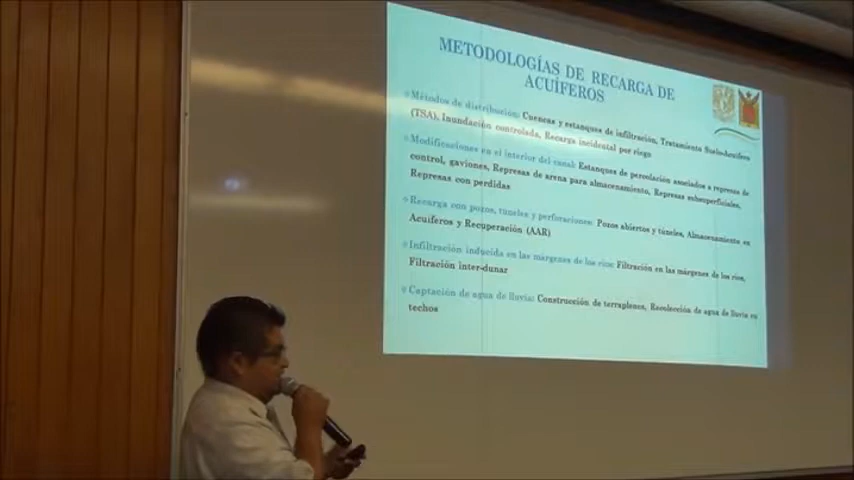 METODOLOGÍAS DE RECARGA DE
ACUÍFEROS
Métodos de distribución: Cuencas y estanques de infiltración, Tratamiento Suelo-Acuífero
(TSA), Inundación controlada, Recarga incidental por riego
Modificaciones en el interior del canal: Estanques de percolación asociados a represas de
control, gaviones, Represas de arena para almacenamiento, Represas subsuperficiales,
Represas con perdidas
Recarga con pozos, túneles y perforaciones: Pozos abiertos y túneles, Almacenamiento en
Acuíferos y Recuperación (AAR)
Infiltración inducida en las márgenes de los ríos: Filtración en las márgenes de los ríos,
Filtración inter-dunar
Captación de agua de lluvia: Construcción de terraplenes, Recolección de agua de lluvia en
techos